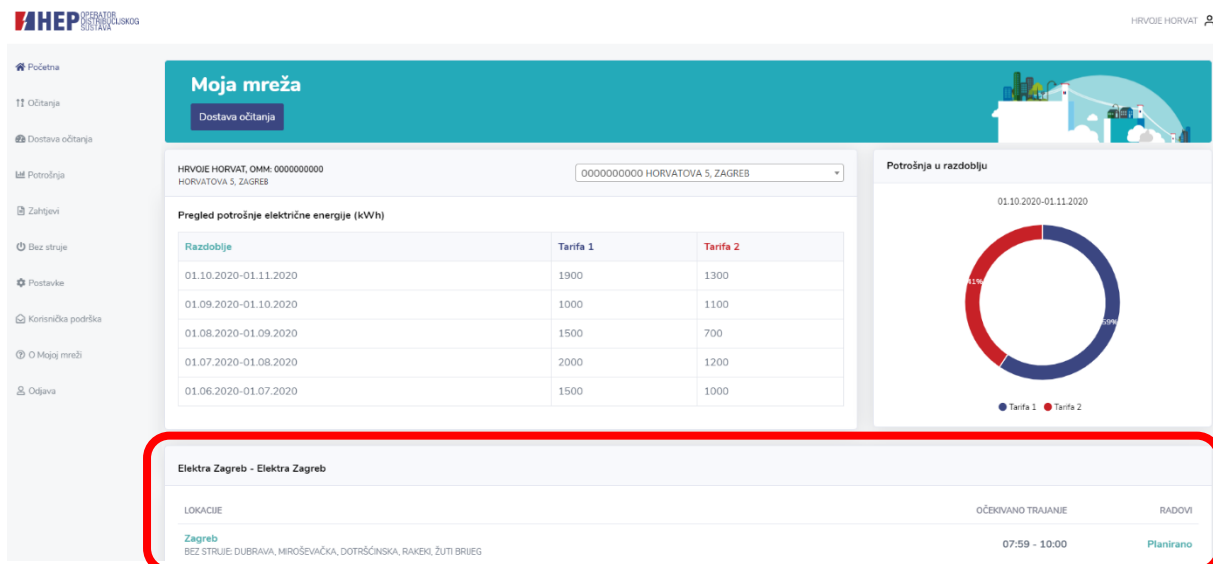 HEP OPERATOR
DISTRIBUCIJSKOG
SUSTAVA
HRVOJE HORVAT
Početna
Očitanja
Dostava očitanja
Potrošnja
Zahtjevi
Bez struje
Postavke
Korisnička podrška
O Mojoj mreži
Odjava
Moja mreža
Dostava očitanja
HRVOJE HORVAT, OMM: 0000000000
HORVATOVA 5, ZAGREB
0000000000 HORVATOVA 5, ZAGREB
Pregled potrošnje električne energije (kWh)
Razdoblje Tarifa 1 Tarifa 2
01.10.2020-01.11.2020 1900 1300
01.09.2020-01.10.2020 1000 1100
01.08.2020-01.09.2020 1500 700
01.07.2020-01.08.2020 2000 1200
01.06.2020-01.07.2020 1500 1000
Potrošnja u razdoblju
01.10.2020-01.11.2020
41%
59%
Tarifa 1 Tarifa 2
Elektra Zagreb - Elektra Zagreb
LOKACIJE OČEKIVANO TRAJANJE RADOVI
Zagreb
BEZ STRUJE: DUBRAVA, MIROŠEVAČKA, DOTRŠĆINSKA, RAKEKI, ŽUTI BRIJEG
07:59 - 10:00 Planirano